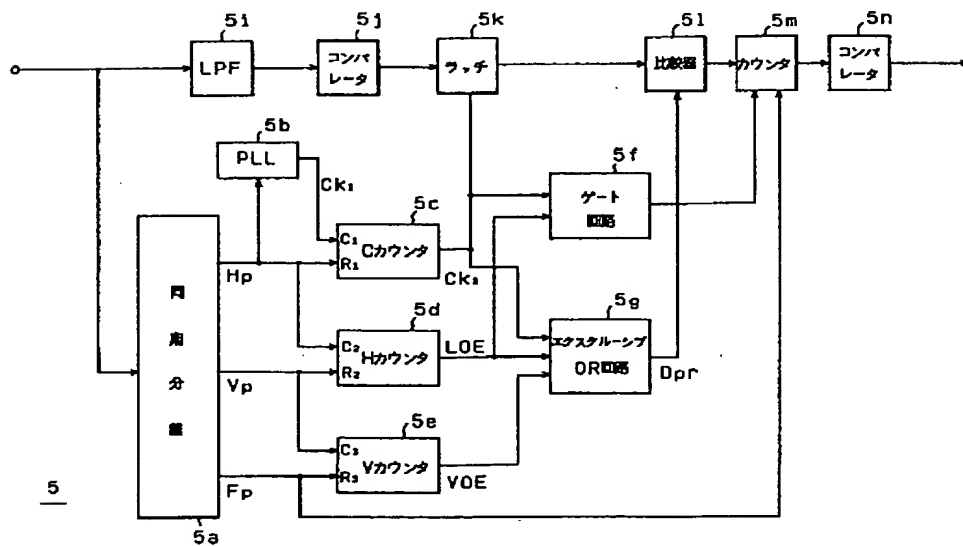 5i
LPF
5j
コンパ
レータ
5k
ラッチ
5l
比較器
5m
カウンタ
5n
コンパ
レータ
5b
PLL
Ck₁
5f
ゲート
回路
5c
C₁
R₁
Cカウンタ
Ck₂
Hp
5d
C₂
R₂
Hカウンタ
LOE
5g
エクスクルーシブ
OR回路
Dpr
同
期
分
離
Vp
5e
C₃
R₃
Vカウンタ
VOE
Fp
5
5a